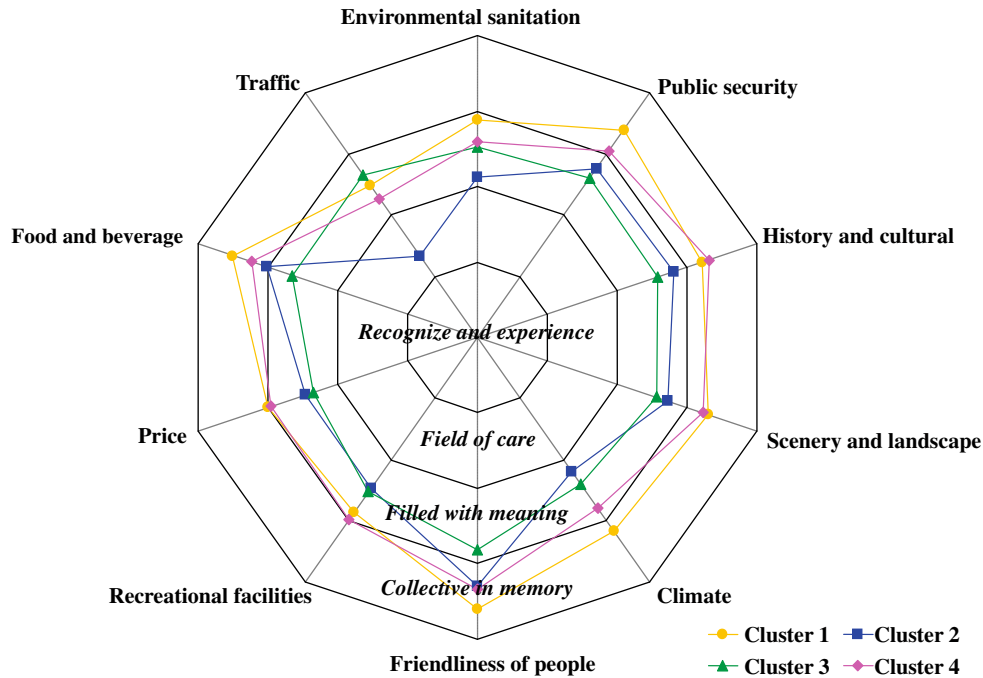 Environmental sanitation
Traffic
Public security
Food and beverage
History and cultural
Recognize and experience
Price
Field of care
Scenery and landscape
Filled with meaning
Recreational facilities
Collective in memory
Climate
Friendliness of people
Cluster 1 Cluster 2
Cluster 3 Cluster 4